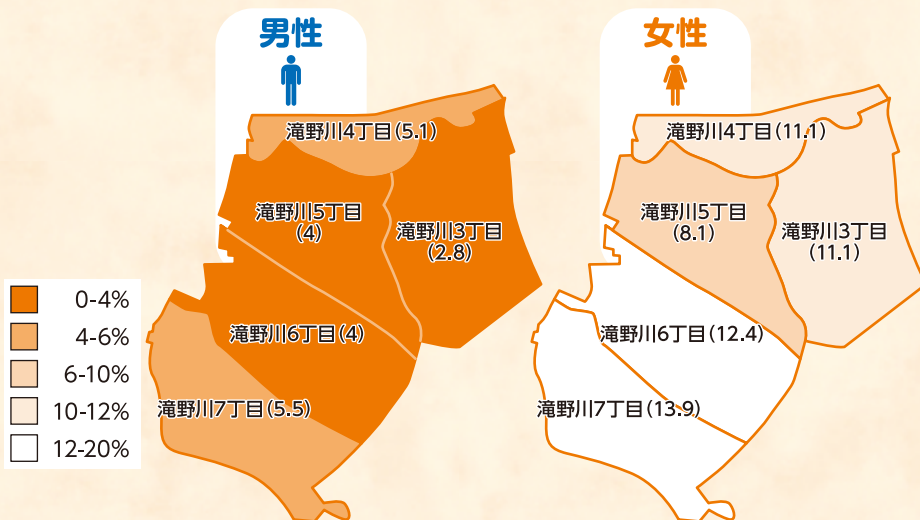 男性
滝野川4丁目(5.1)
滝野川5丁目
(4)
滝野川3丁目
(2.8)
滝野川6丁目(4)
滝野川7丁目(5.5)
女性
滝野川4丁目(11.1)
滝野川5丁目
(8.1)
滝野川3丁目
(11.1)
滝野川6丁目(12.4)
滝野川7丁目(13.9)
0-4%
4-6%
6-10%
10-12%
12-20%